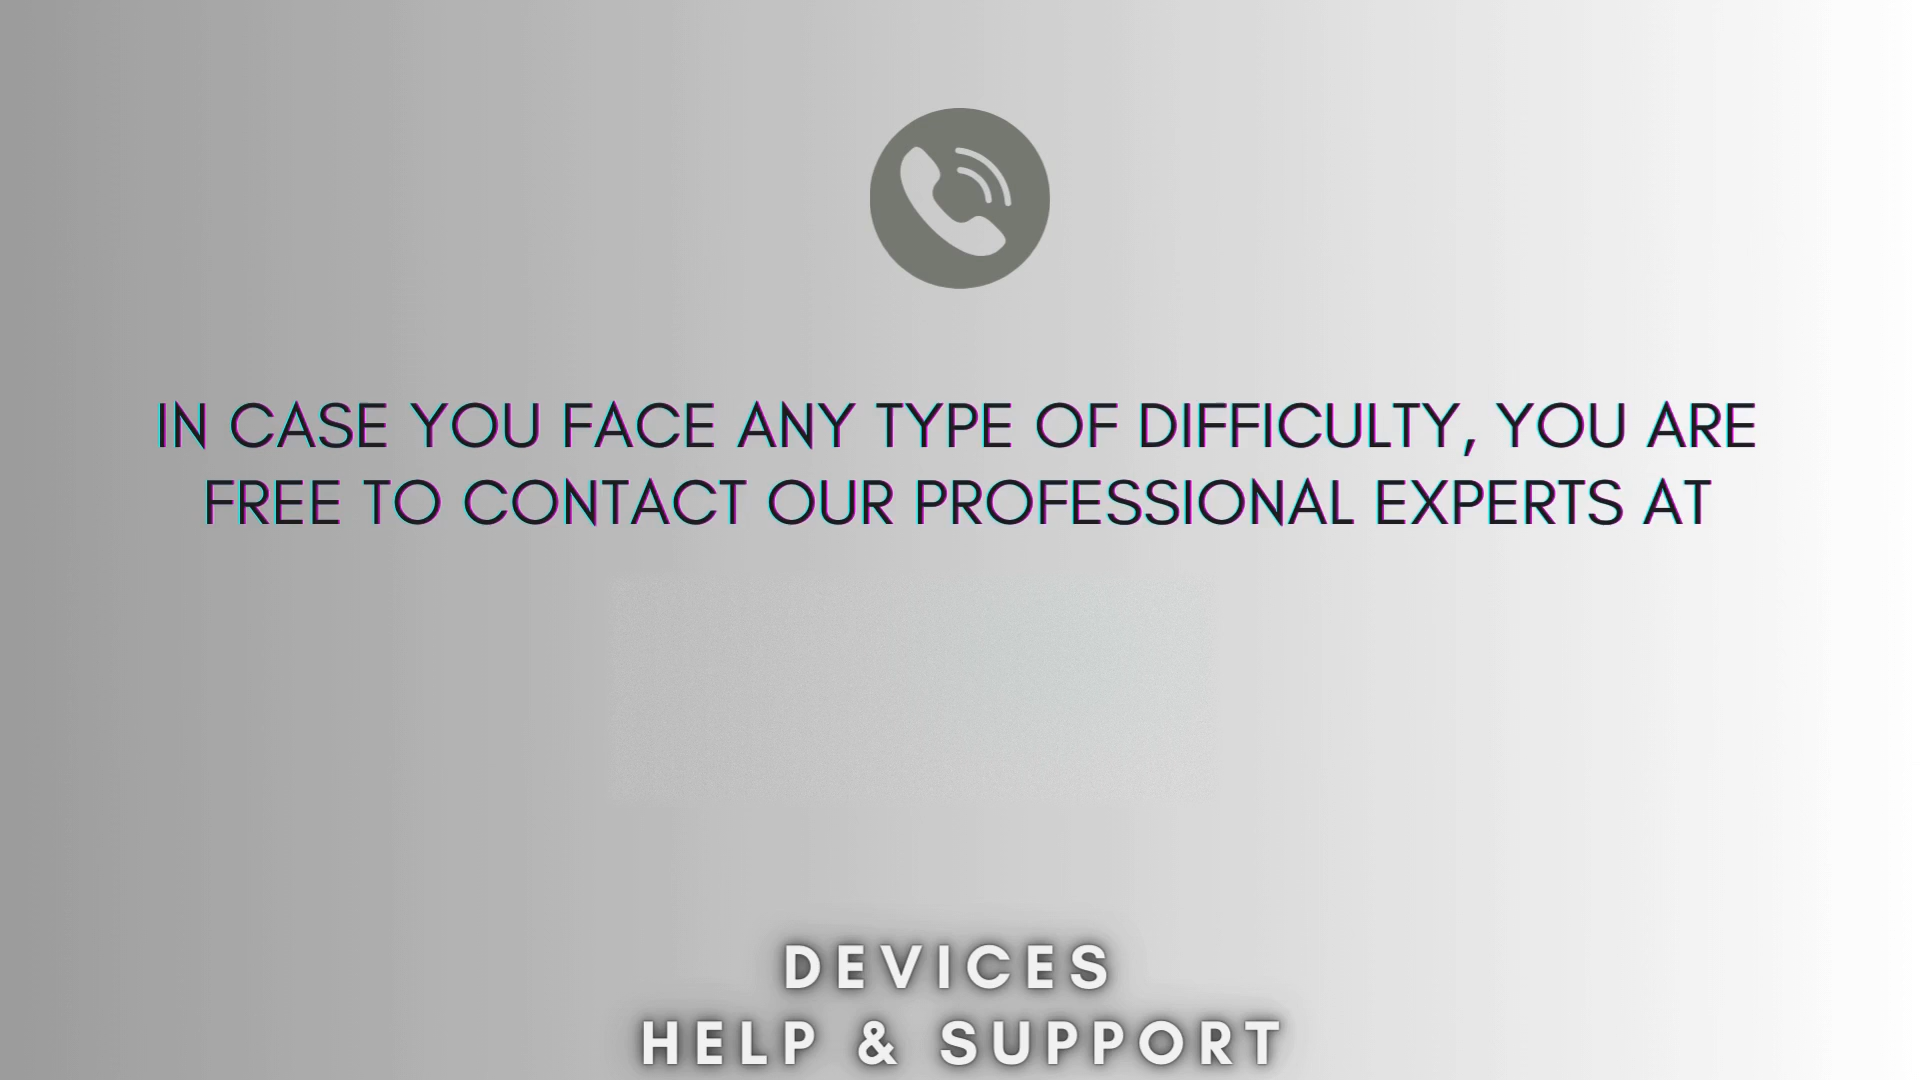 IN CASE YOU FACE ANY TYPE OF DIFFICULTY, YOU ARE
FREE TO CONTACT OUR PROFESSIONAL EXPERTS AT
DEVICES
HELP & SUPPORT